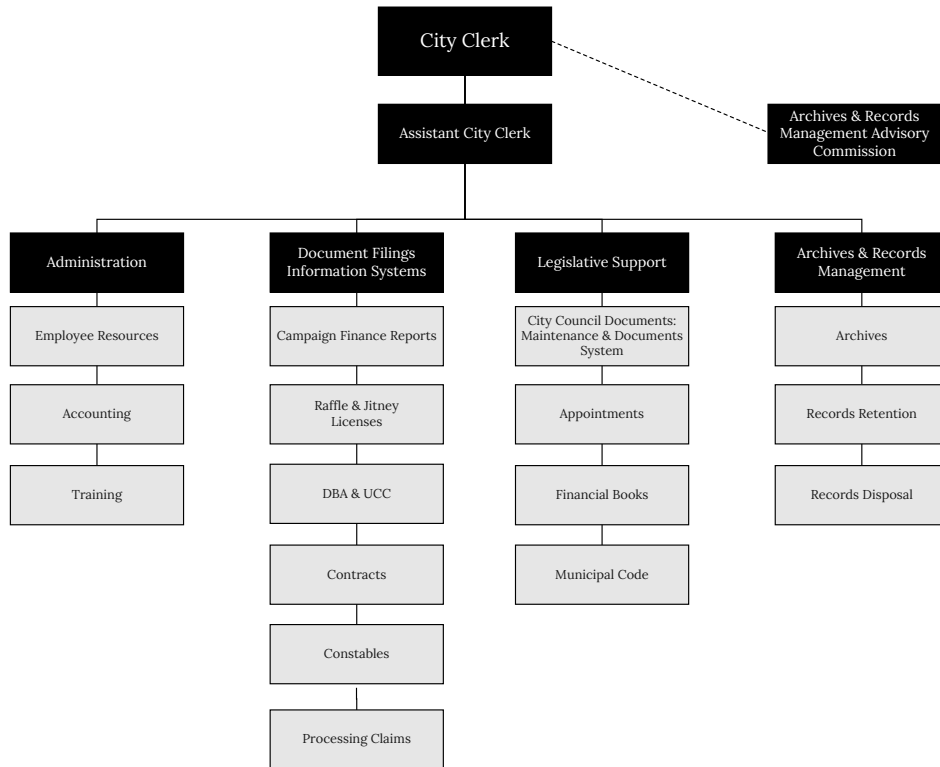 City Clerk
Assistant City Clerk
Archives & Records
Management Advisory
Commission
Administration
Document Filings
Information Systems
Legislative Support
Archives & Records
Management
Employee Resources
Campaign Finance Reports
City Council Documents:
Maintenance & Documents
System
Archives
Accounting
Raffle & Jitney
Licenses
Appointments
Records Retention
Training
DBA & UCC
Financial Books
Records Disposal
Contracts
Municipal Code
Constables
Processing Claims